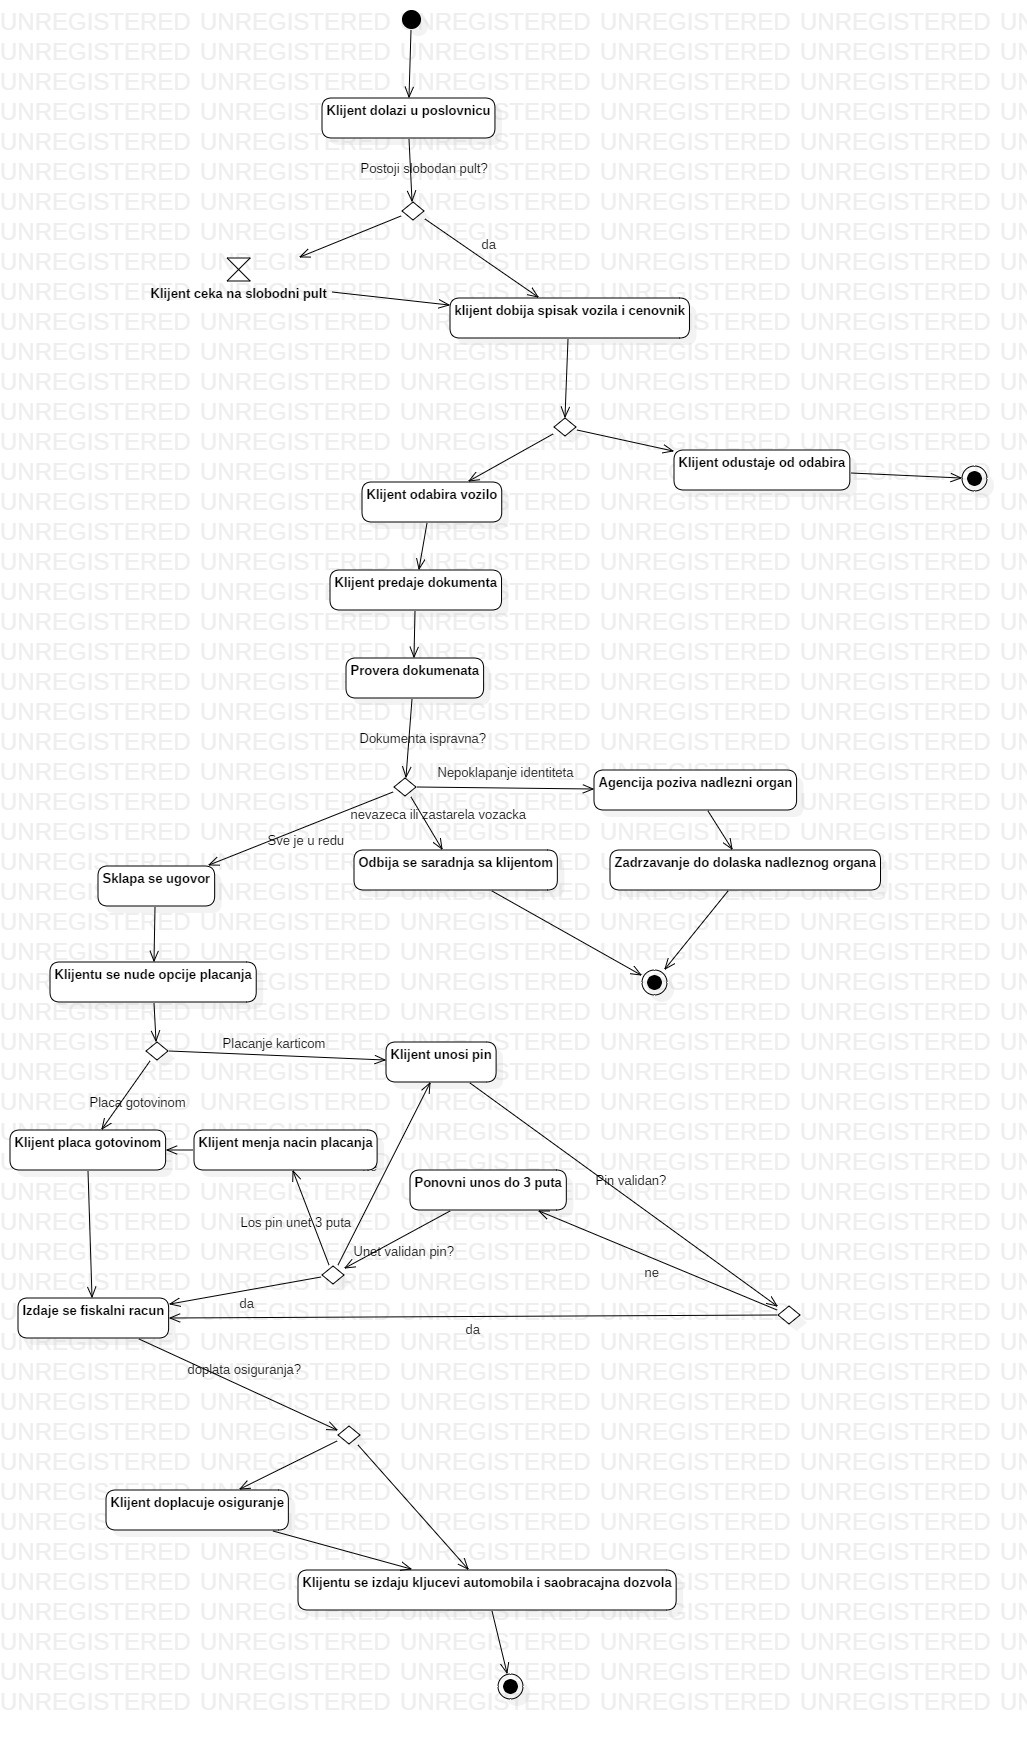 Klijent dolazi u poslovnicu
Postoji slobodan pult?
da
Klijent ceka na slobodni pult
klijent dobija spisak vozila i cenovnik
Klijent odustaje od odabira
Klijent odabira vozilo
Klijent predaje dokumenta
Provera dokumenata
Dokumenta ispravna?
Nepoklapanje identiteta
Agencija poziva nadlezni organ
nevazeca ili zastarela vozacka
Sve je u redu
Odbija se saradnja sa klijentom
Zadrzavanje do dolaska nadleznog organa
Sklapa se ugovor
Klijentu se nude opcije placanja
Placanje karticom
Klijent unosi pin
Placa gotovinom
Klijent placa gotovinom
Klijent menja nacin placanja
Ponovni unos do 3 puta
Pin validan?
Los pin unet 3 puta
Unet validan pin?
ne
da
Izdaje se fiskalni racun
da
doplata osiguranja?
Klijent doplacuje osiguranje
Klijentu se izdaju kljucevi automobila i saobracajna dozvola
UNREGISTERED